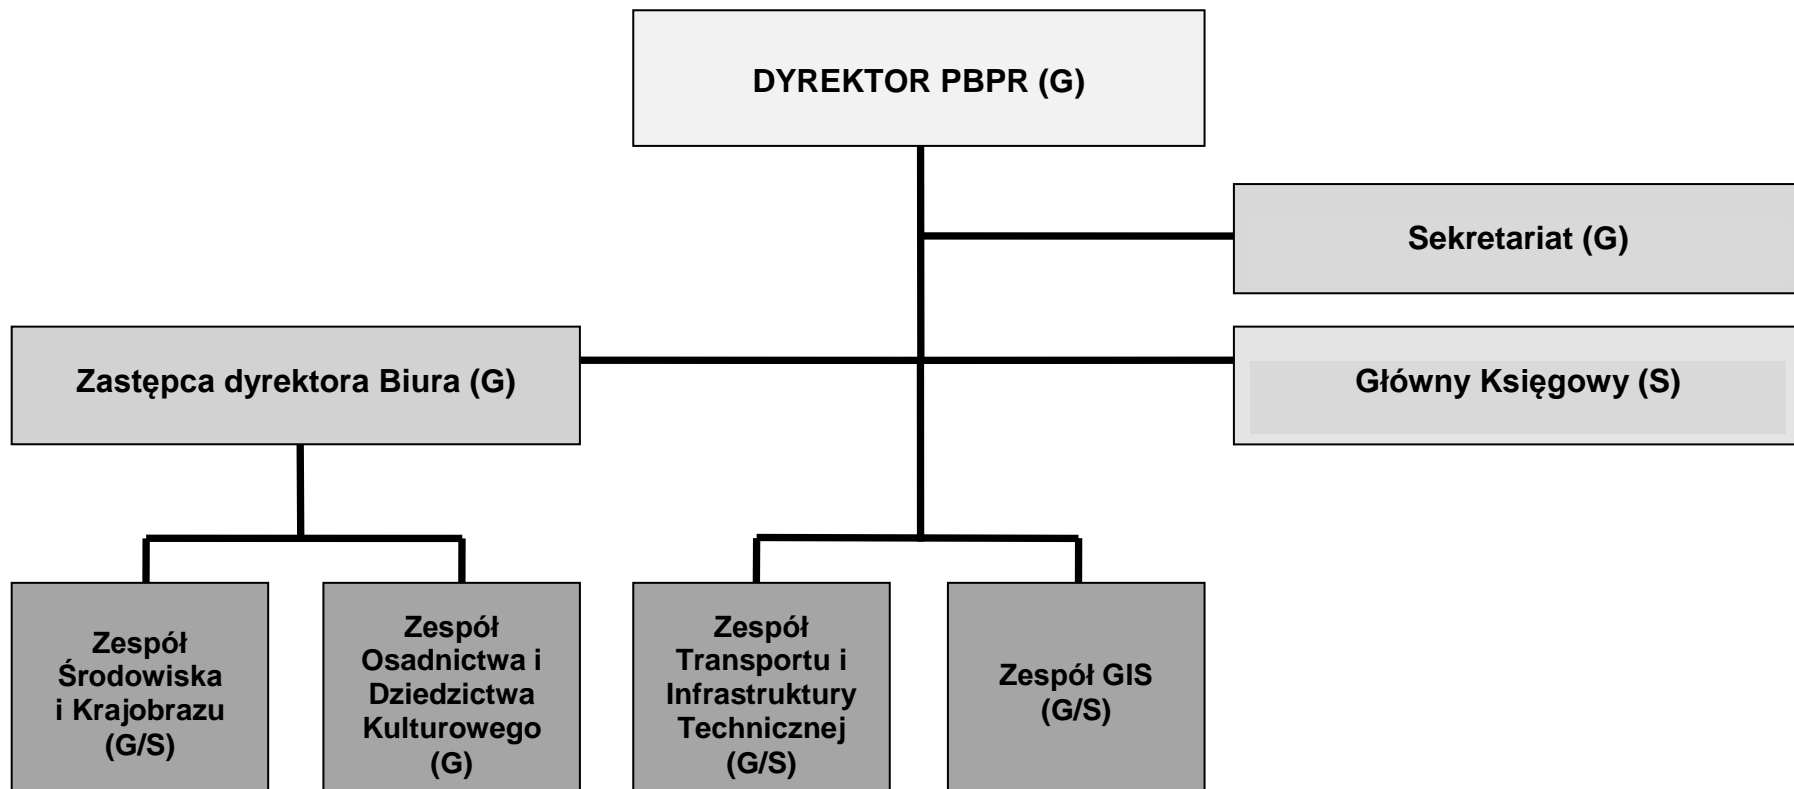 DYREKTOR PBPR (G)
Sekretariat (G)
Zastępca dyrektora Biura (G)
Główny Księgowy (S)
Zespół
Środowiska
i Krajobrazu
(G/S)
Zespół
Osadnictwa i
Dziedzictwa
Kulturowego
(G)
Zespół
Transportu i
Infrastruktury
Technicznej
(G/S)
Zespół GIS
(G/S)